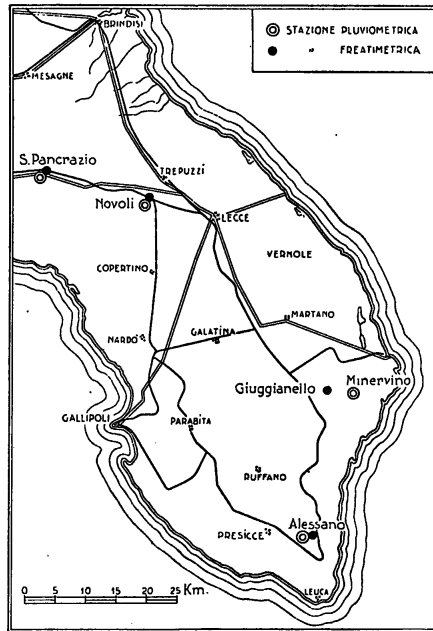 BRINDISI
STAZIONE PLUVIOMETRICA
" FREATIMETRICA
MESAGNE
S. Pancrazio
TREPUZZI
Novoli
LECCE
VERNOLE
COPERTINO
MARTANO
GALATINA
NARDÒ
Giuggianello
Minervino
GALLIPOLI
PARABITA
RUFFANO
Alessano
PRESICCE
LEUCA
0 5 10 15 20 25 Km.